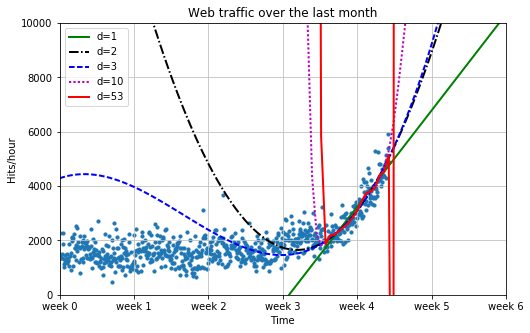 Web traffic over the last month
10000
8000
6000
4000
2000
0
Hits/hour
d=1
d=2
d=3
d=10
d=53
week 0 week 1 week 2 week 3 week 4 week 5 week 6
Time